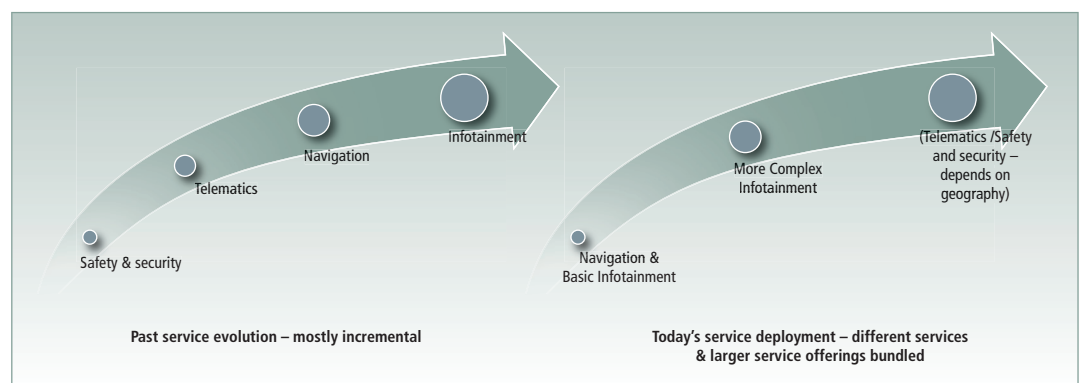 Safety & security
Telematics
Navigation
Infotainment
Past service evolution – mostly incremental
Navigation &
Basic Infotainment
More Complex
Infotainment
(Telematics /Safety
and security –
depends on
geography)
Today's service deployment – different services
& larger service offerings bundled